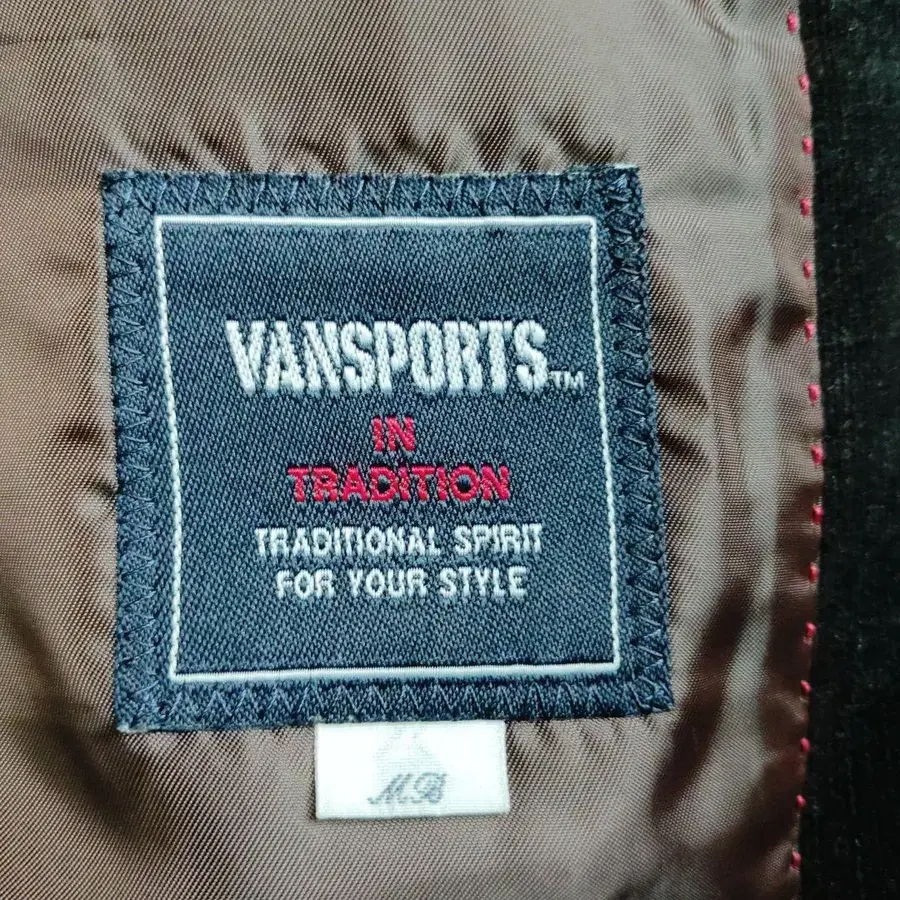 VANSPORTS™
IN
TRADITION
TRADITIONAL SPIRIT
FOR YOUR STYLE
MB